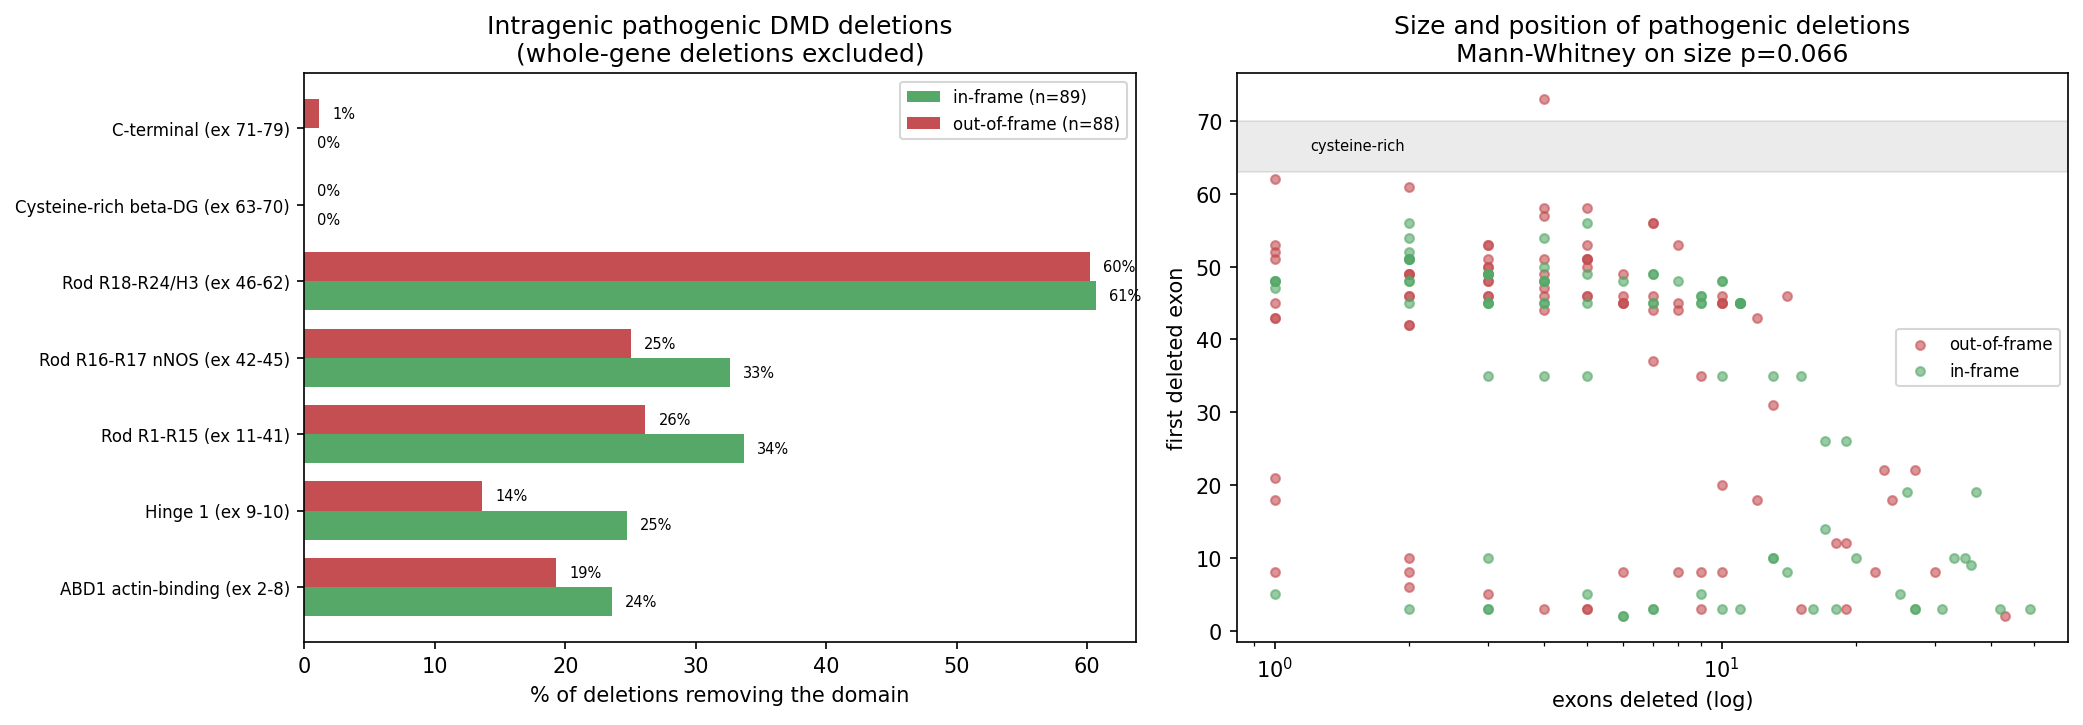 Intragenic pathogenic DMD deletions
(whole-gene deletions excluded)
in-frame (n=89)
out-of-frame (n=88)
C-terminal (ex 71-79)
1%
0%
Cysteine-rich beta-DG (ex 63-70)
0%
0%
Rod R18-R24/H3 (ex 46-62)
60%
61%
Rod R16-R17 nNOS (ex 42-45)
25%
33%
Rod R1-R15 (ex 11-41)
26%
34%
Hinge 1 (ex 9-10)
14%
25%
ABD1 actin-binding (ex 2-8)
19%
24%
0 10 20 30 40 50 60
% of deletions removing the domain
Size and position of pathogenic deletions
Mann-Whitney on size p=0.066
first deleted exon
70
60
50
40
30
20
10
0
cysteine-rich
out-of-frame
in-frame
10⁰ 10¹
exons deleted (log)